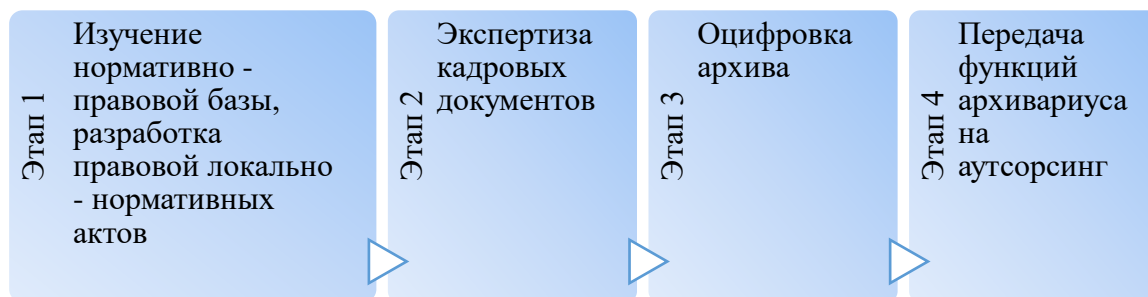 Этап 1
Изучение
нормативно -
правовой базы,
разработка
правовой локально
- нормативных
актов
Этап 2
Экспертиза
кадровых
документов
Этап 3
Оцифровка
архива
Этап 4
Передача
функций
архивариуса
на
аутсорсинг